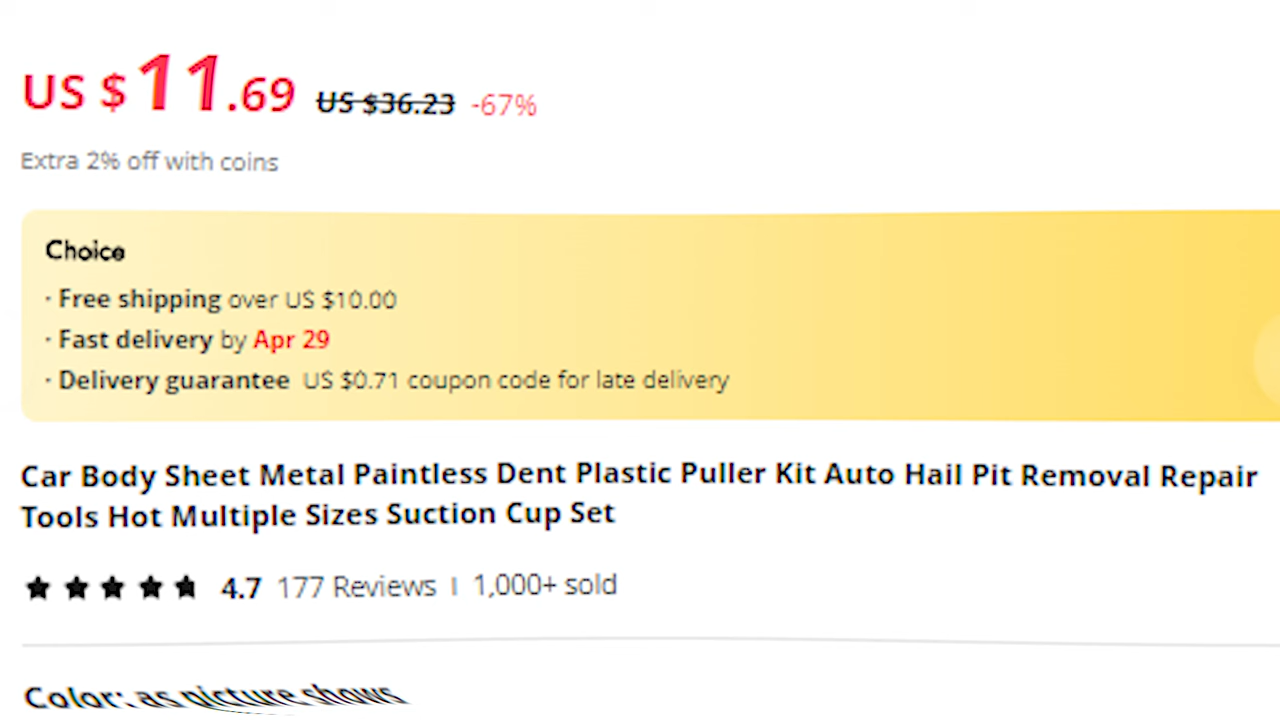 US $11.69 US $36.23 -67%
Extra 2% off with coins
Choice
· Free shipping over US $10.00
· Fast delivery by Apr 29
· Delivery guarantee US $0.71 coupon code for late delivery
Car Body Sheet Metal Paintless Dent Plastic Puller Kit Auto Hail Pit Removal Repair
Tools Hot Multiple Sizes Suction Cup Set
4.7 177 Reviews | 1,000+ sold
Color: as picture shows